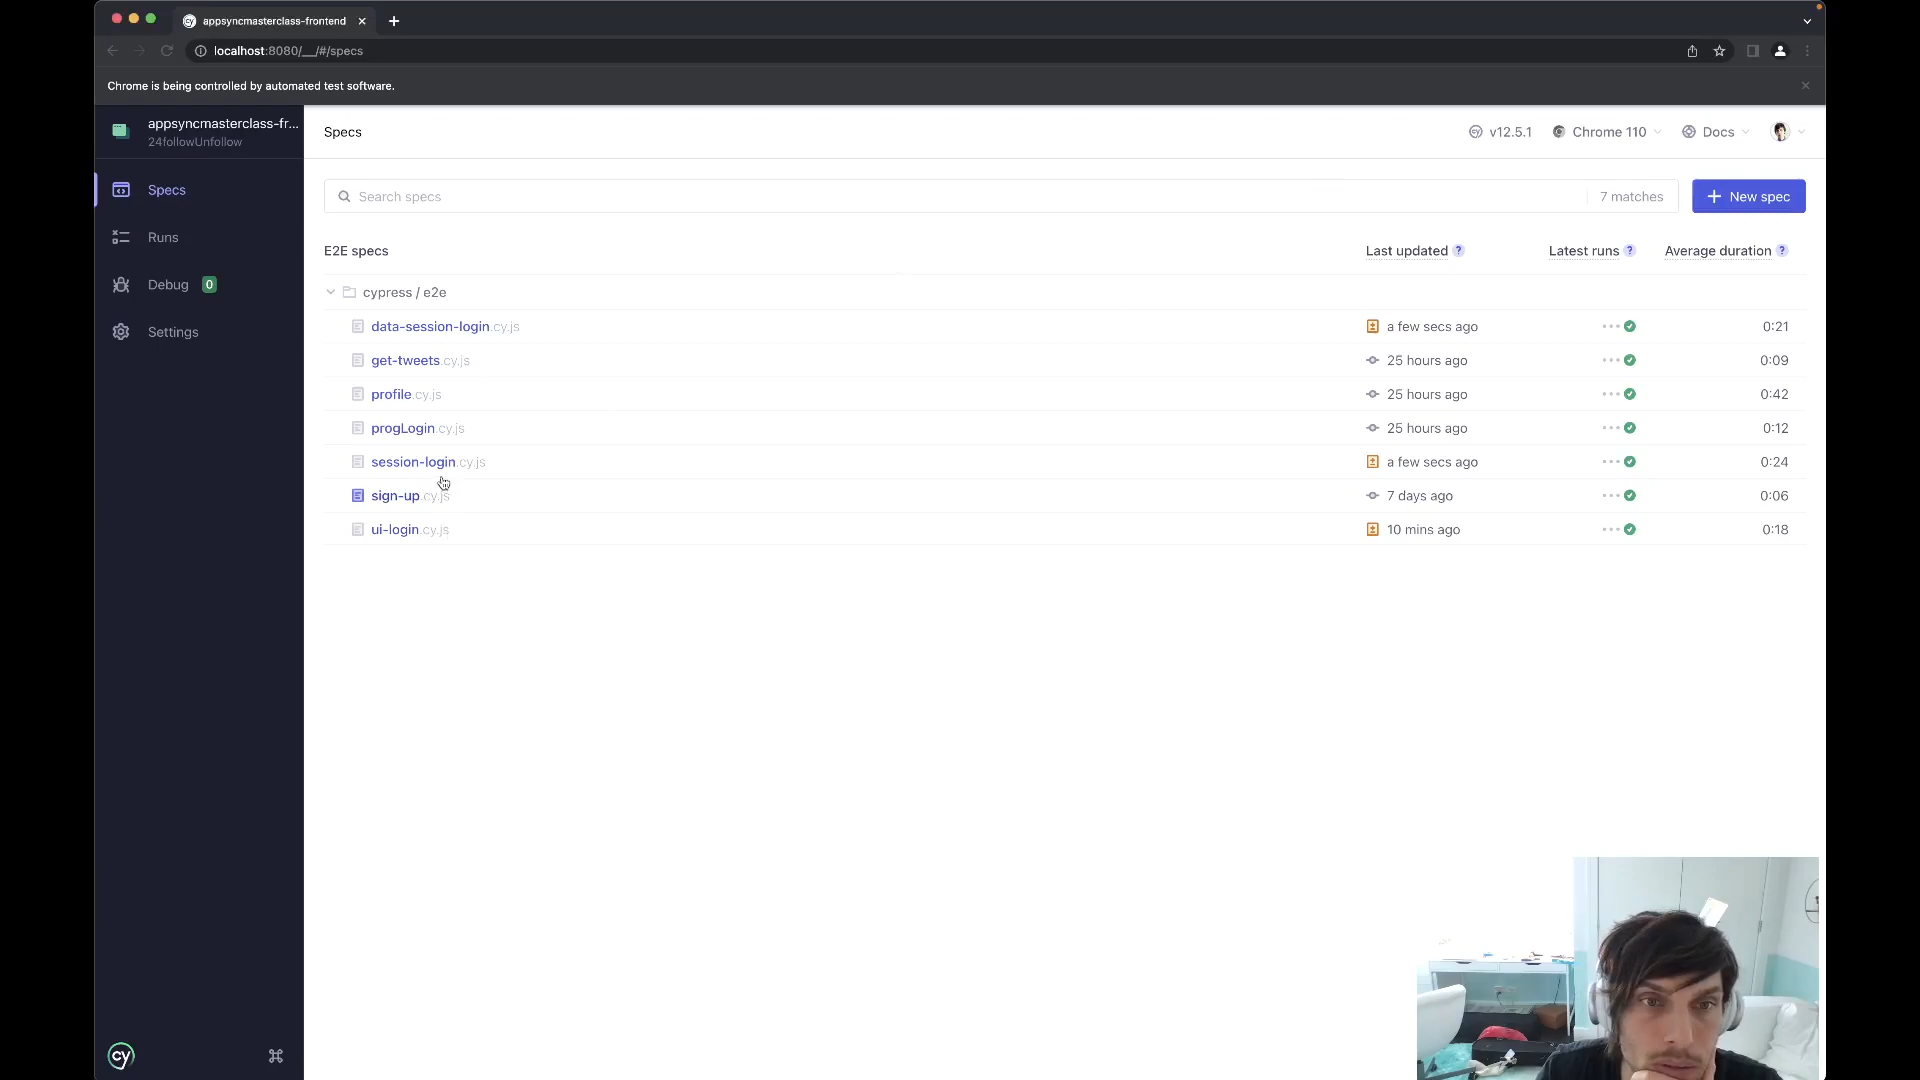 appsyncmasterclass-frontend
localhost:8080/__/#/specs
Chrome is being controlled by automated test software.
appsyncmasterclass-fr...
24followUnfollow
Specs
v12.5.1
Chrome 110
Docs
Specs
Runs
Debug 0
Settings
Search specs
7 matches
New spec
E2E specs
Last updated ?
Latest runs ?
Average duration ?
cypress / e2e
data-session-login.cy.js
a few secs ago
0:21
get-tweets.cy.js
25 hours ago
0:09
profile.cy.js
25 hours ago
0:42
progLogin.cy.js
25 hours ago
0:12
session-login.cy.js
a few secs ago
0:24
sign-up.cy.js
7 days ago
0:06
ui-login.cy.js
10 mins ago
0:18
cy